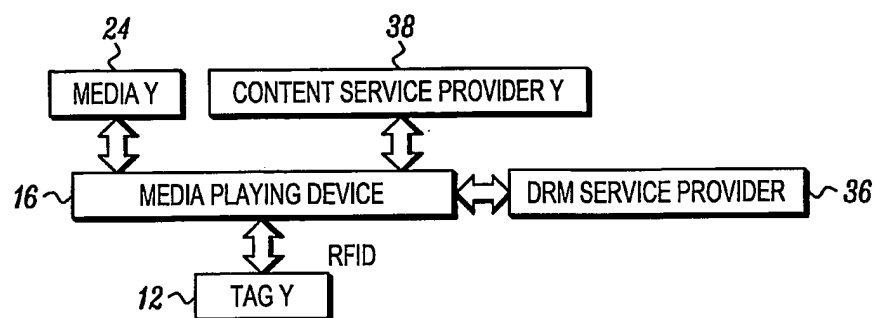 24
38
MEDIA Y
CONTENT SERVICE PROVIDER Y
16
MEDIA PLAYING DEVICE
DRM SERVICE PROVIDER
36
RFID
12
TAG Y